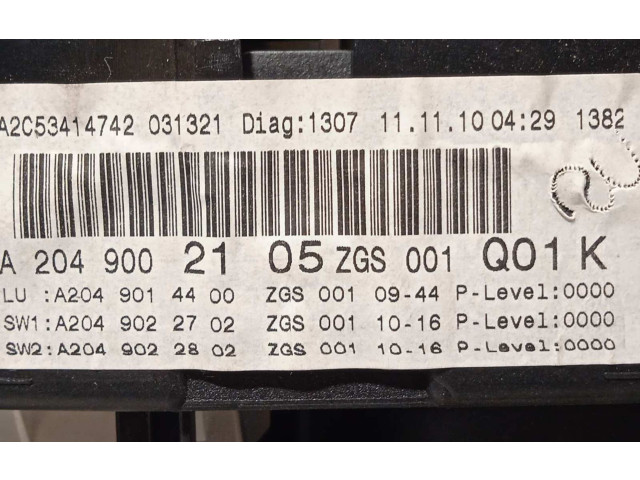 A2C53414742 031321 Diag:1307 11.11.10 04:29 1382
A 204 900 21 05 ZGS 001 Q01 K
LU :A204 901 44 00 ZGS 001 09-44 P-Level:0000
SW1:A204 902 27 02 ZGS 001 10-16 P-Level:0000
SW2:A204 902 28 02 ZGS 001 10-16 P-Level:0000